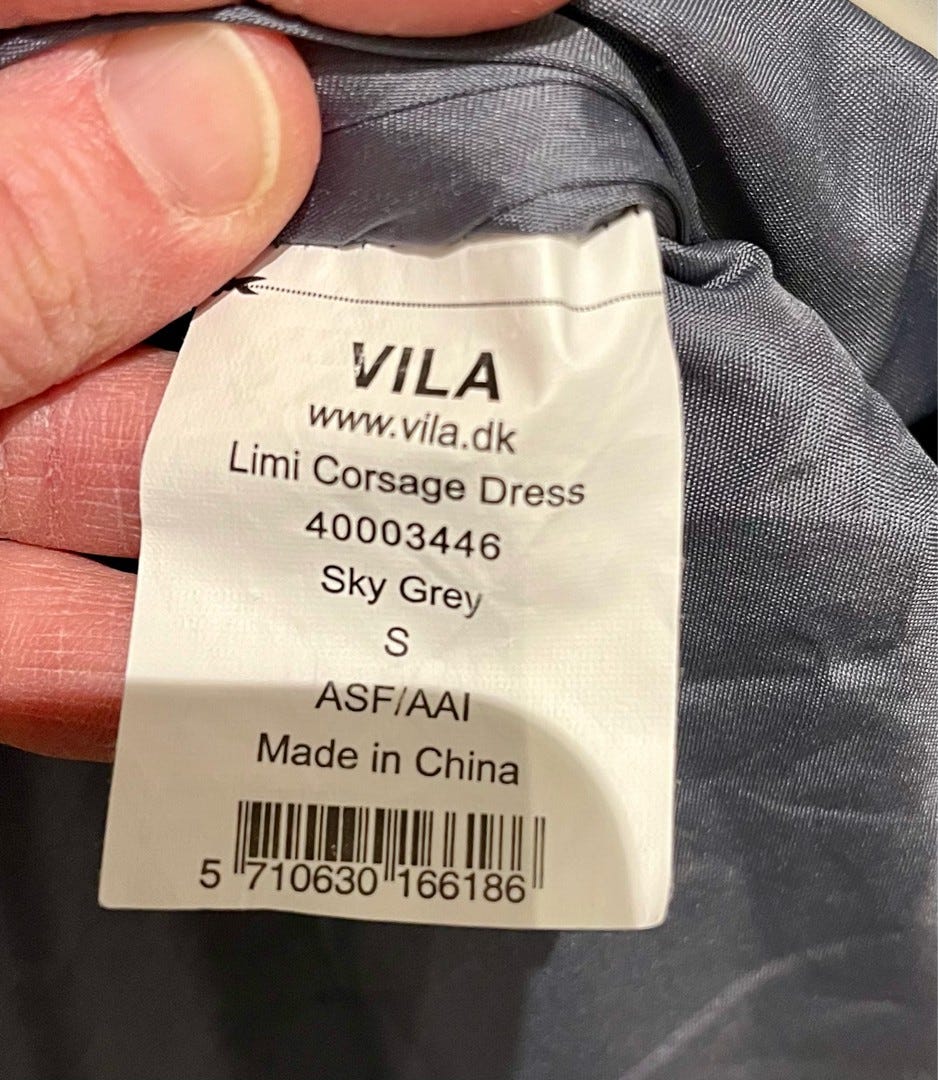 VILA
www.vila.dk
Limi Corsage Dress
40003446
Sky Grey
S
ASF/AAI
Made in China
5 710630 166186